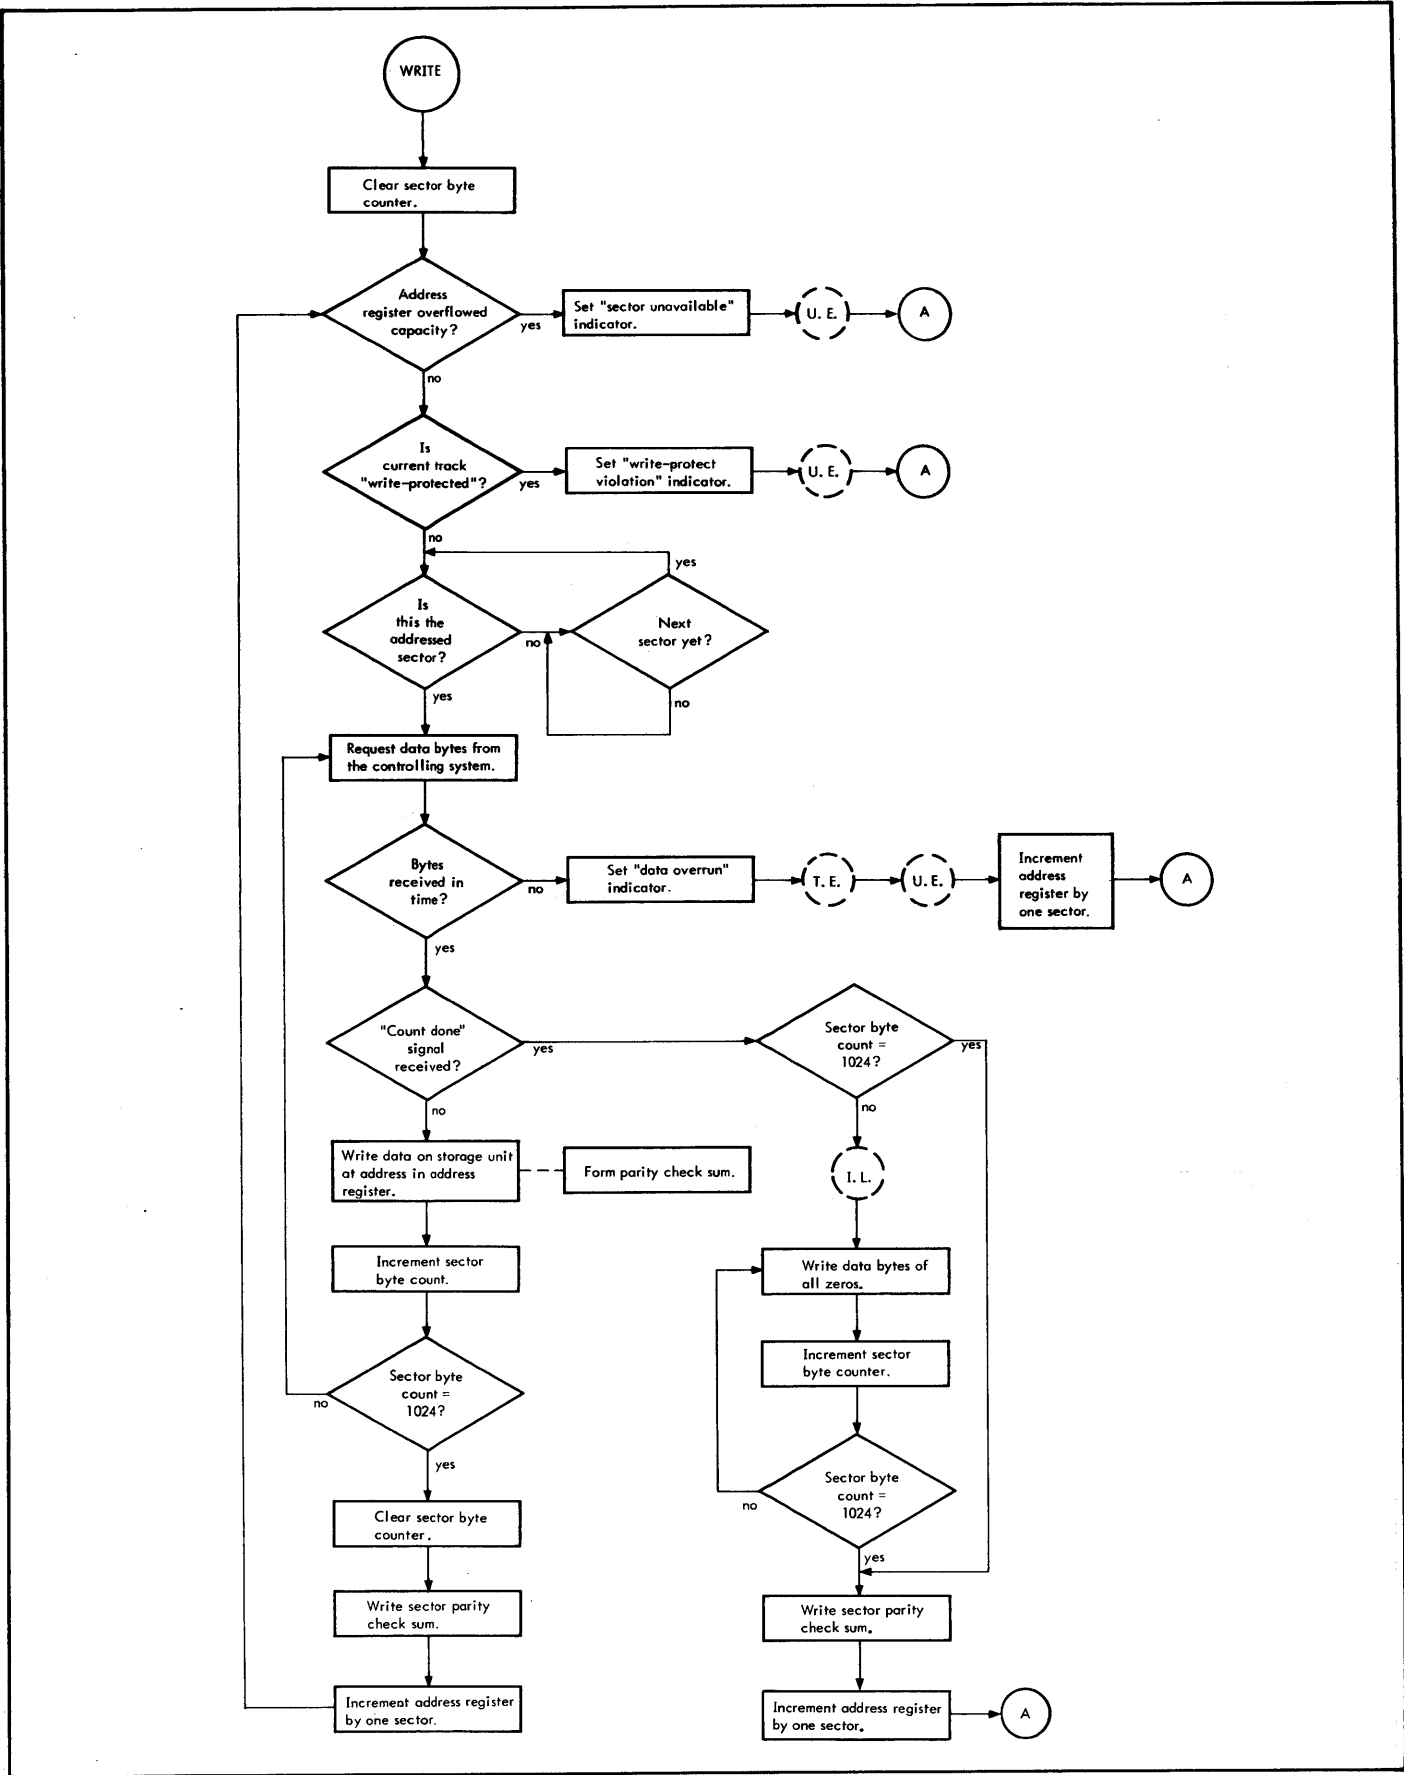 WRITE
Clear sector byte
counter.
Address
register overflowed
capacity?
yes
Set "sector unavailable"
indicator.
U. E.
A
no
Is
current track
"write-protected"?
yes
Set "write-protect
violation" indicator.
U. E.
A
no
yes
Is
this the
addressed
sector?
no
Next
sector yet?
yes
no
Request data bytes from
the controlling system.
Bytes
received in
time?
no
Set "data overrun"
indicator.
T. E.
U. E.
Increment
address
register by
one sector.
A
yes
"Count done"
signal
received?
yes
Sector byte
count =
1024?
yes
no
no
Write data on storage unit
at address in address
register.
Form parity check sum.
I. L.
Increment sector
byte count.
Write data bytes of
all zeros.
Increment sector
byte counter.
Sector byte
count =
1024?
no
yes
Sector byte
count =
1024?
no
yes
Clear sector byte
counter.
Write sector parity
check sum.
Write sector parity
check sum.
Increment address register
by one sector.
Increment address register
by one sector.
A